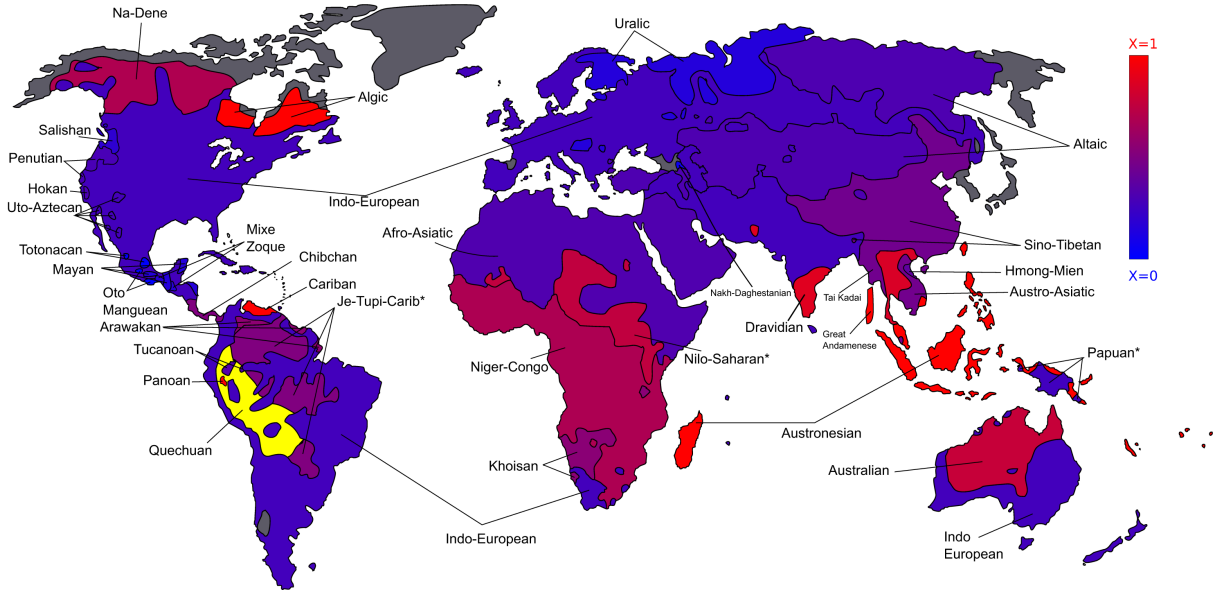 Na-Dene
Uralic
X=1
Algic
Salishan
Altaic
Penutian
Hokan
Indo-European
Uto-Aztecan
Mixe
Zoque
Afro-Asiatic
Sino-Tibetan
Totonacan
Chibchan
Mayan
Hmong-Mien
X=0
Cariban
Nakh-Daghestanian
Tai Kadai
Austro-Asiatic
Oto
Manguean
Je-Tupi-Carib*
Arawakan
Dravidian
Great
Andamenese
Tucanoan
Nilo-Saharan*
Papuan*
Niger-Congo
Panoan
Austronesian
Quechuan
Khoisan
Australian
Indo-European
Indo
European